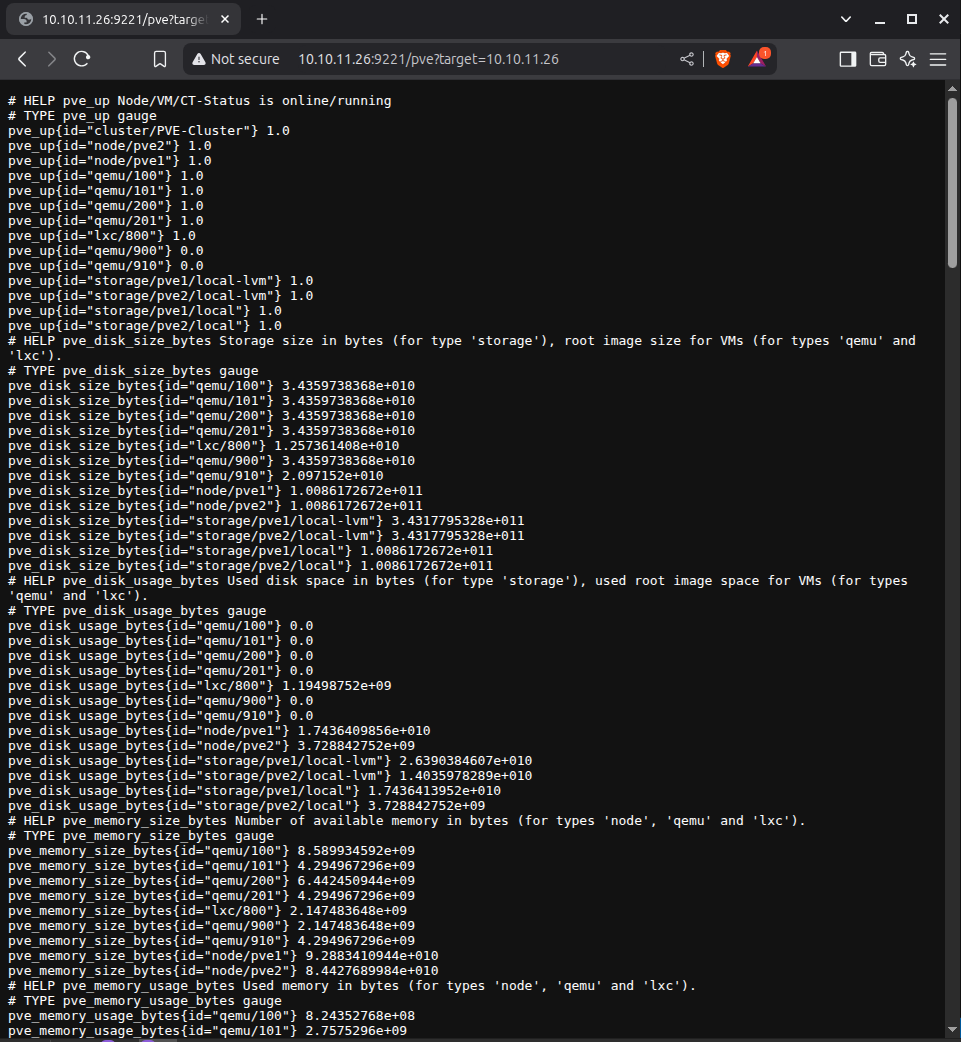 10.10.11.26:9221/pve?targe
Not secure 10.10.11.26:9221/pve?target=10.10.11.26
1
# HELP pve_up Node/VM/CT-Status is online/running
# TYPE pve_up gauge
pve_up{id="cluster/PVE-Cluster"} 1.0
pve_up{id="node/pve2"} 1.0
pve_up{id="node/pve1"} 1.0
pve_up{id="qemu/100"} 1.0
pve_up{id="qemu/101"} 1.0
pve_up{id="qemu/200"} 1.0
pve_up{id="qemu/201"} 1.0
pve_up{id="lxc/800"} 1.0
pve_up{id="qemu/900"} 0.0
pve_up{id="qemu/910"} 0.0
pve_up{id="storage/pve1/local-lvm"} 1.0
pve_up{id="storage/pve2/local-lvm"} 1.0
pve_up{id="storage/pve1/local"} 1.0
pve_up{id="storage/pve2/local"} 1.0
# HELP pve_disk_size_bytes Storage size in bytes (for type 'storage'), root image size for VMs (for types 'qemu' and
'lxc').
# TYPE pve_disk_size_bytes gauge
pve_disk_size_bytes{id="qemu/100"} 3.4359738368e+010
pve_disk_size_bytes{id="qemu/101"} 3.4359738368e+010
pve_disk_size_bytes{id="qemu/200"} 3.4359738368e+010
pve_disk_size_bytes{id="qemu/201"} 3.4359738368e+010
pve_disk_size_bytes{id="lxc/800"} 1.257361408e+010
pve_disk_size_bytes{id="qemu/900"} 3.4359738368e+010
pve_disk_size_bytes{id="qemu/910"} 2.097152e+010
pve_disk_size_bytes{id="node/pve1"} 1.0086172672e+011
pve_disk_size_bytes{id="node/pve2"} 1.0086172672e+011
pve_disk_size_bytes{id="storage/pve1/local-lvm"} 3.4317795328e+011
pve_disk_size_bytes{id="storage/pve2/local-lvm"} 3.4317795328e+011
pve_disk_size_bytes{id="storage/pve1/local"} 1.0086172672e+011
pve_disk_size_bytes{id="storage/pve2/local"} 1.0086172672e+011
# HELP pve_disk_usage_bytes Used disk space in bytes (for type 'storage'), used root image space for VMs (for types
'qemu' and 'lxc').
# TYPE pve_disk_usage_bytes gauge
pve_disk_usage_bytes{id="qemu/100"} 0.0
pve_disk_usage_bytes{id="qemu/101"} 0.0
pve_disk_usage_bytes{id="qemu/200"} 0.0
pve_disk_usage_bytes{id="qemu/201"} 0.0
pve_disk_usage_bytes{id="lxc/800"} 1.19498752e+09
pve_disk_usage_bytes{id="qemu/900"} 0.0
pve_disk_usage_bytes{id="qemu/910"} 0.0
pve_disk_usage_bytes{id="node/pve1"} 1.7436409856e+010
pve_disk_usage_bytes{id="node/pve2"} 3.728842752e+09
pve_disk_usage_bytes{id="storage/pve1/local-lvm"} 2.6390384607e+010
pve_disk_usage_bytes{id="storage/pve2/local-lvm"} 1.4035978289e+010
pve_disk_usage_bytes{id="storage/pve1/local"} 1.7436413952e+010
pve_disk_usage_bytes{id="storage/pve2/local"} 3.728842752e+09
# HELP pve_memory_size_bytes Number of available memory in bytes (for types 'node', 'qemu' and 'lxc').
# TYPE pve_memory_size_bytes gauge
pve_memory_size_bytes{id="qemu/100"} 8.589934592e+09
pve_memory_size_bytes{id="qemu/101"} 4.294967296e+09
pve_memory_size_bytes{id="qemu/200"} 6.442450944e+09
pve_memory_size_bytes{id="qemu/201"} 4.294967296e+09
pve_memory_size_bytes{id="lxc/800"} 2.147483648e+09
pve_memory_size_bytes{id="qemu/900"} 2.147483648e+09
pve_memory_size_bytes{id="qemu/910"} 4.294967296e+09
pve_memory_size_bytes{id="node/pve1"} 9.2883410944e+010
pve_memory_size_bytes{id="node/pve2"} 8.4427689984e+010
# HELP pve_memory_usage_bytes Used memory in bytes (for types 'node', 'qemu' and 'lxc').
# TYPE pve_memory_usage_bytes gauge
pve_memory_usage_bytes{id="qemu/100"} 8.24352768e+08
pve_memory_usage_bytes{id="qemu/101"} 2.7575296e+09